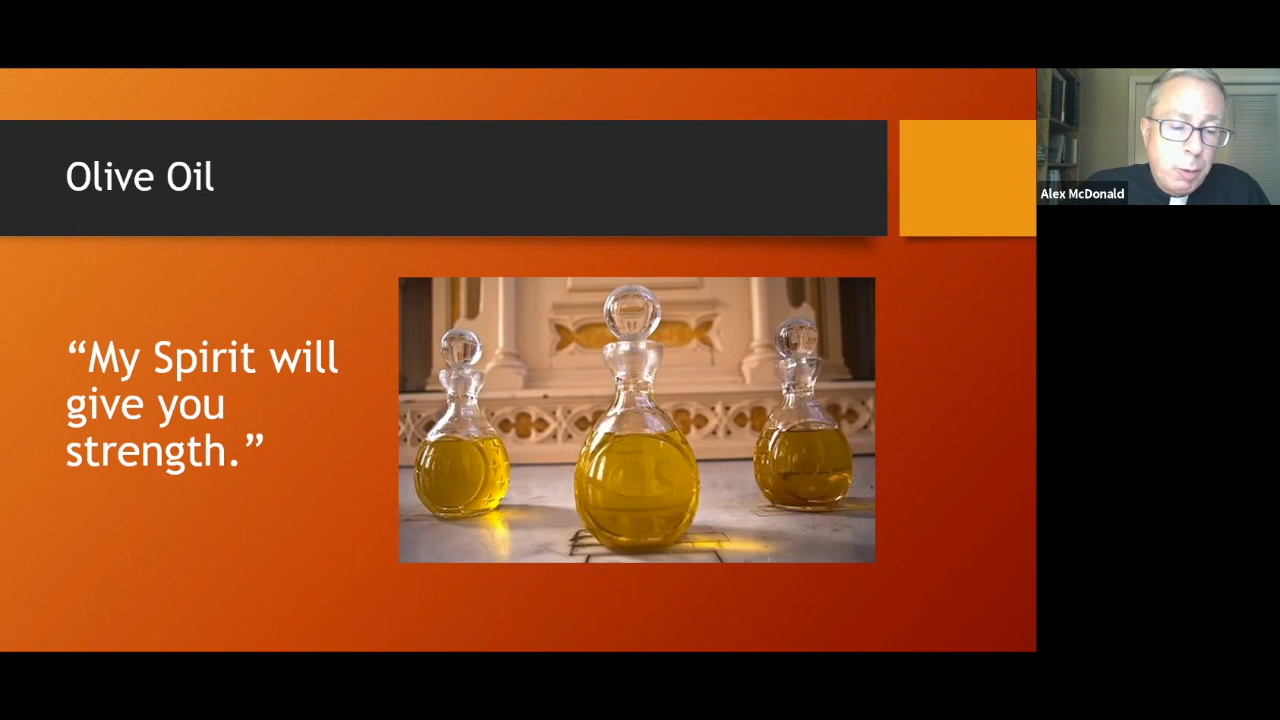 Olive Oil
“My Spirit will
give you
strength.”
Alex McDonald